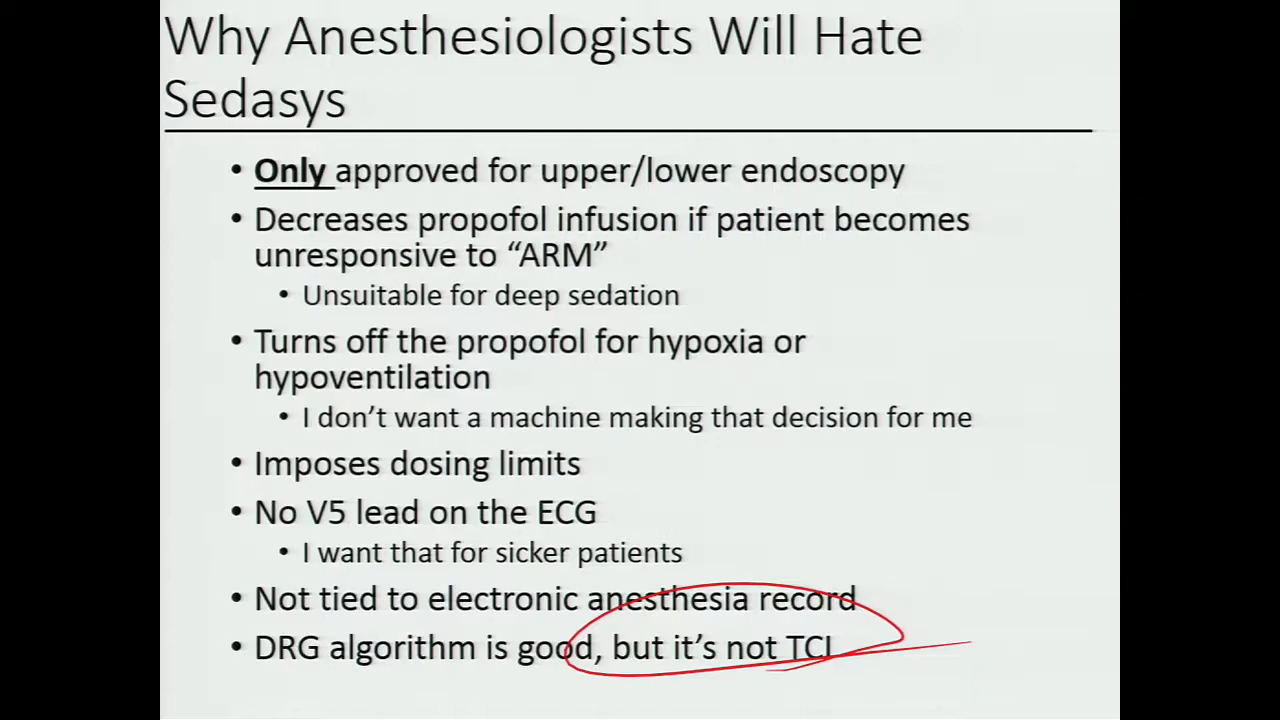 Why Anesthesiologists Will Hate
Sedasys
• Only approved for upper/lower endoscopy
• Decreases propofol infusion if patient becomes
unresponsive to “ARM”
• Unsuitable for deep sedation
• Turns off the propofol for hypoxia or
hypoventilation
• I don’t want a machine making that decision for me
• Imposes dosing limits
• No V5 lead on the ECG
• I want that for sicker patients
• Not tied to electronic anesthesia record
• DRG algorithm is good, but it’s not TCI